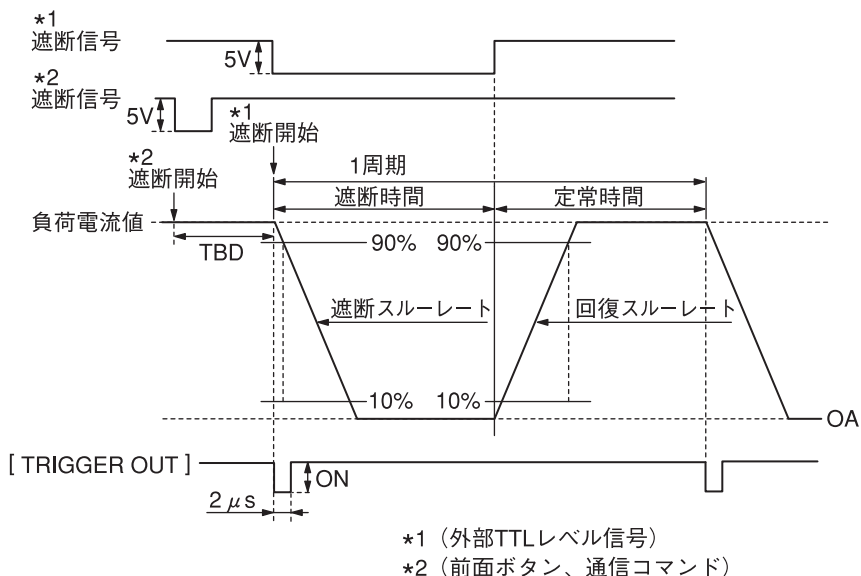 *1
遮断信号
5V
*2
遮断信号
5V
*1
遮断開始
*2
遮断開始
1周期
遮断時間
定常時間
負荷電流値
TBD
90%
90%
遮断スルーレート
回復スルーレート
10%
10%
OA
[ TRIGGER OUT ]
ON
2 μs
*1（外部TTLレベル信号）
*2（前面ボタン、通信コマンド）